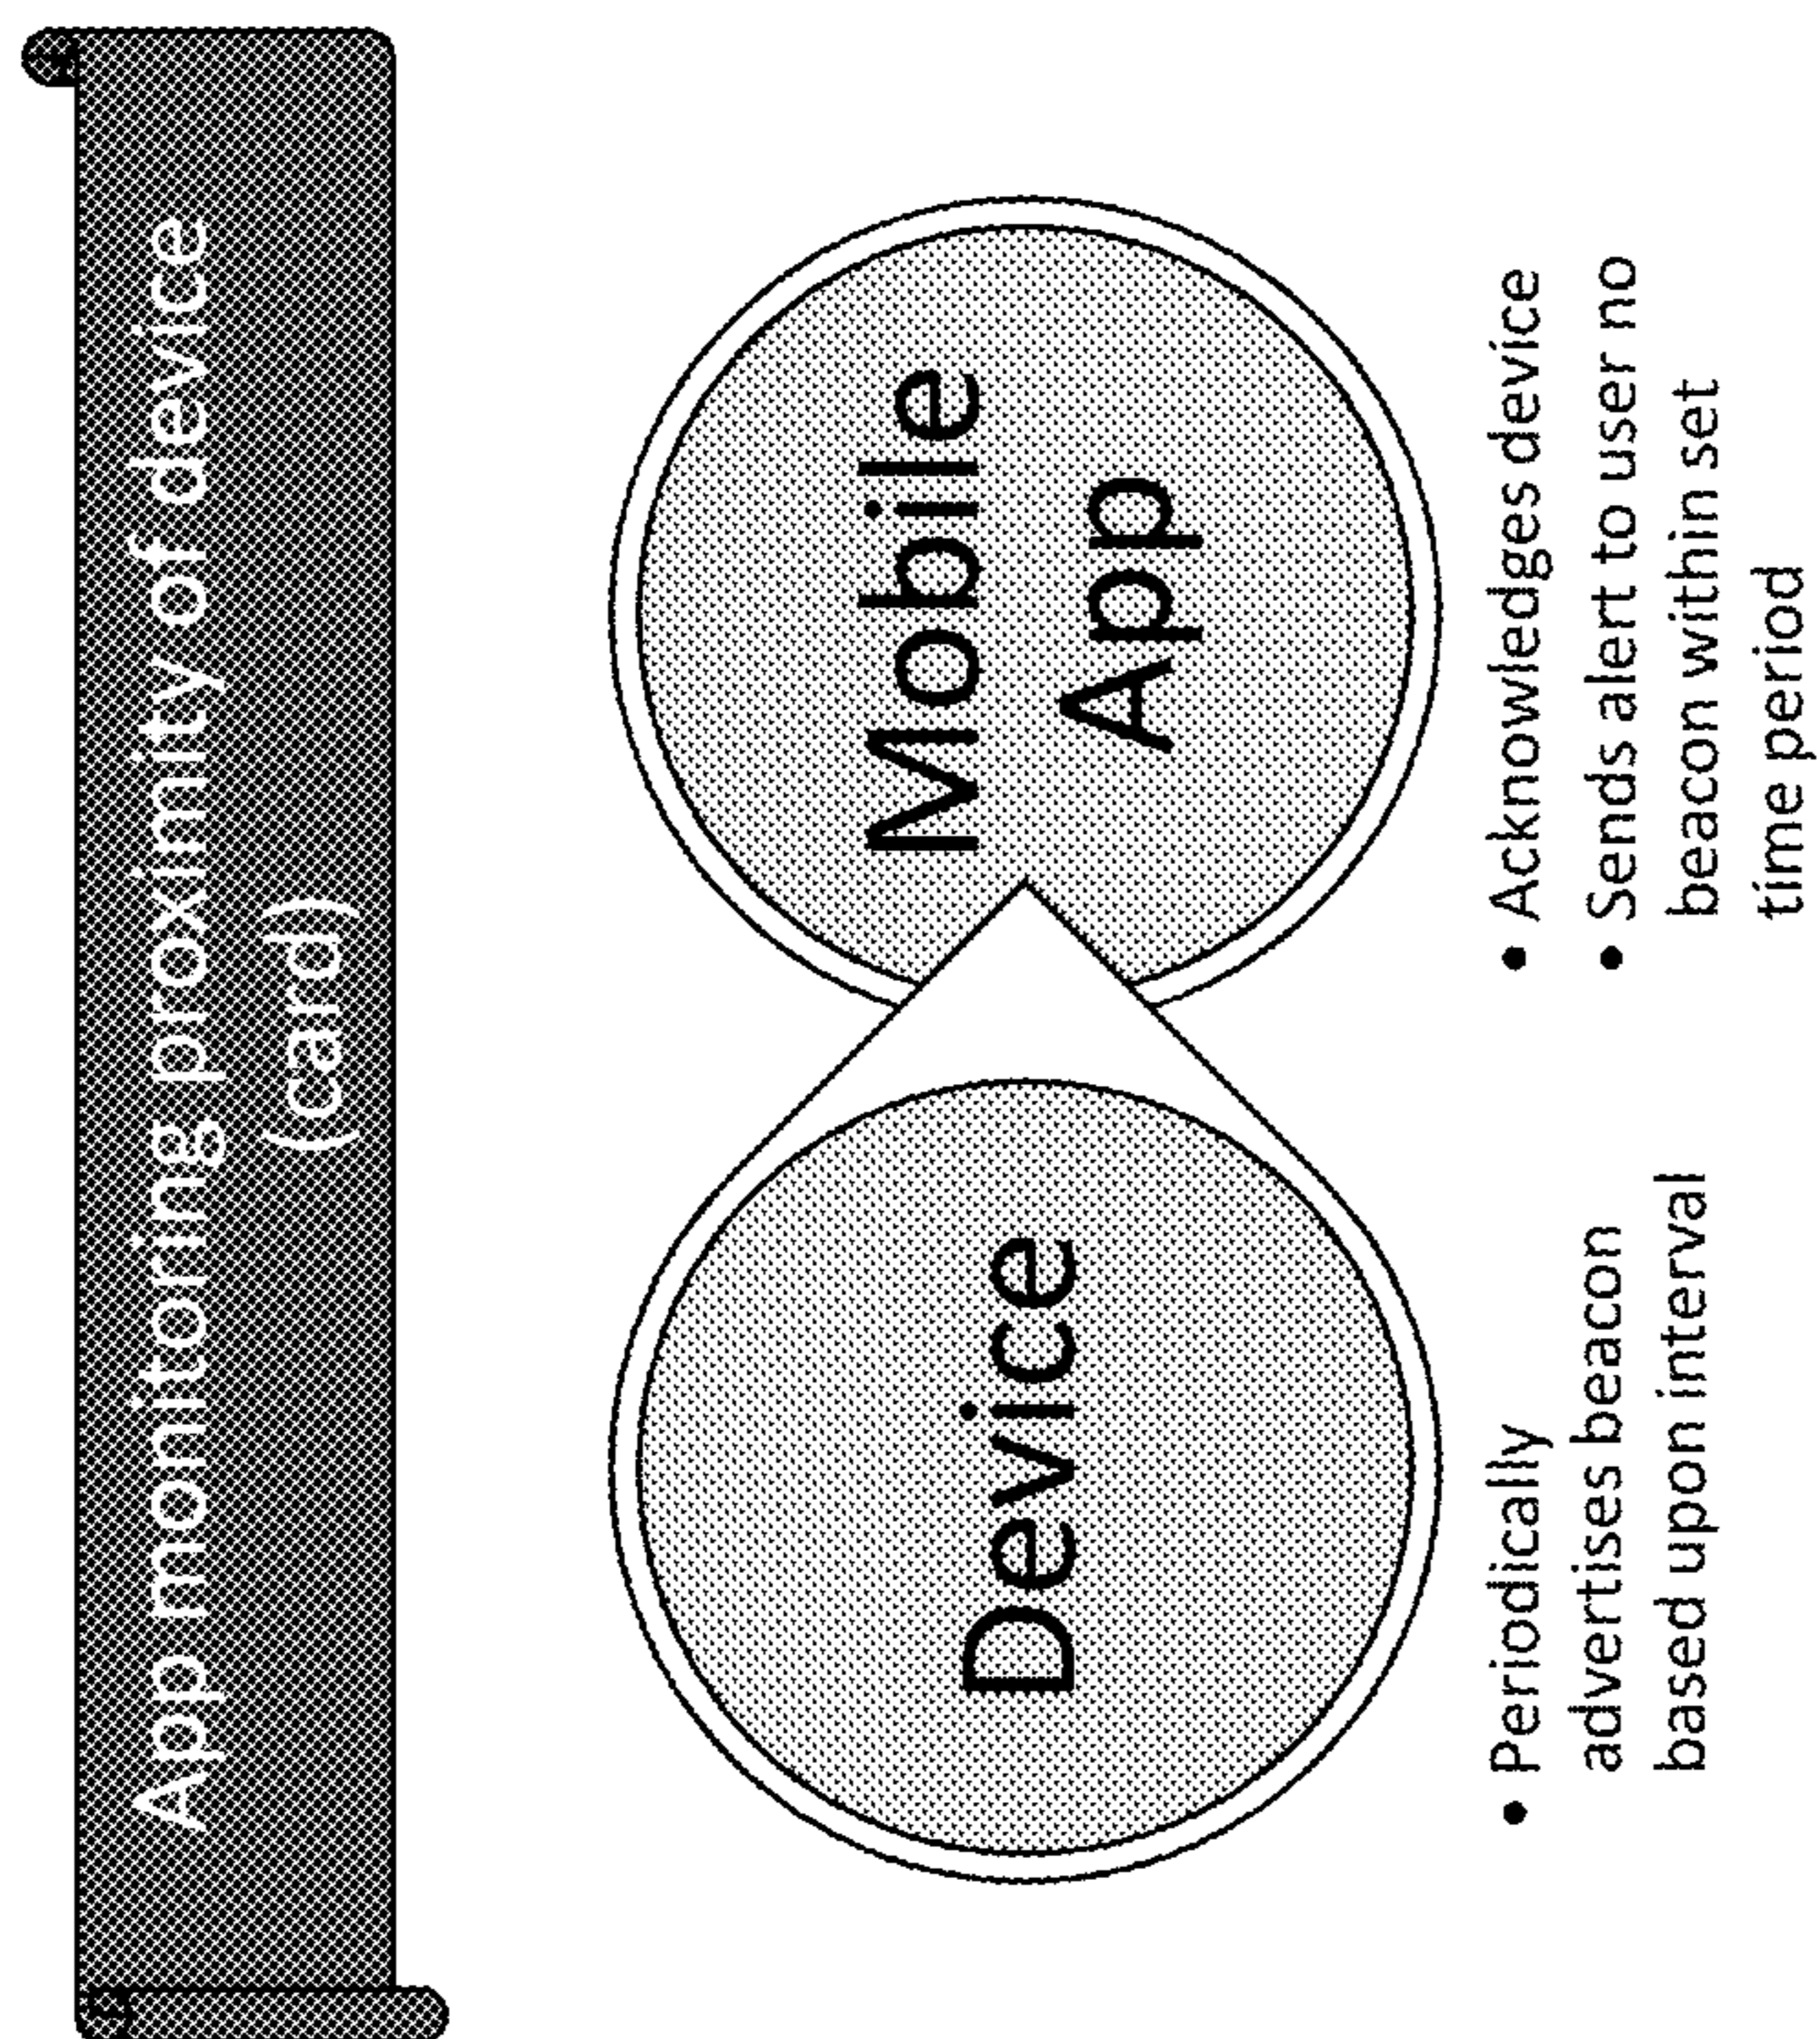 App monitoring proximity of device
(card)
Device
Mobile
App
• Periodically
advertises beacon
based upon interval
• Acknowledges device
• Sends alert to user no
beacon within set
time period